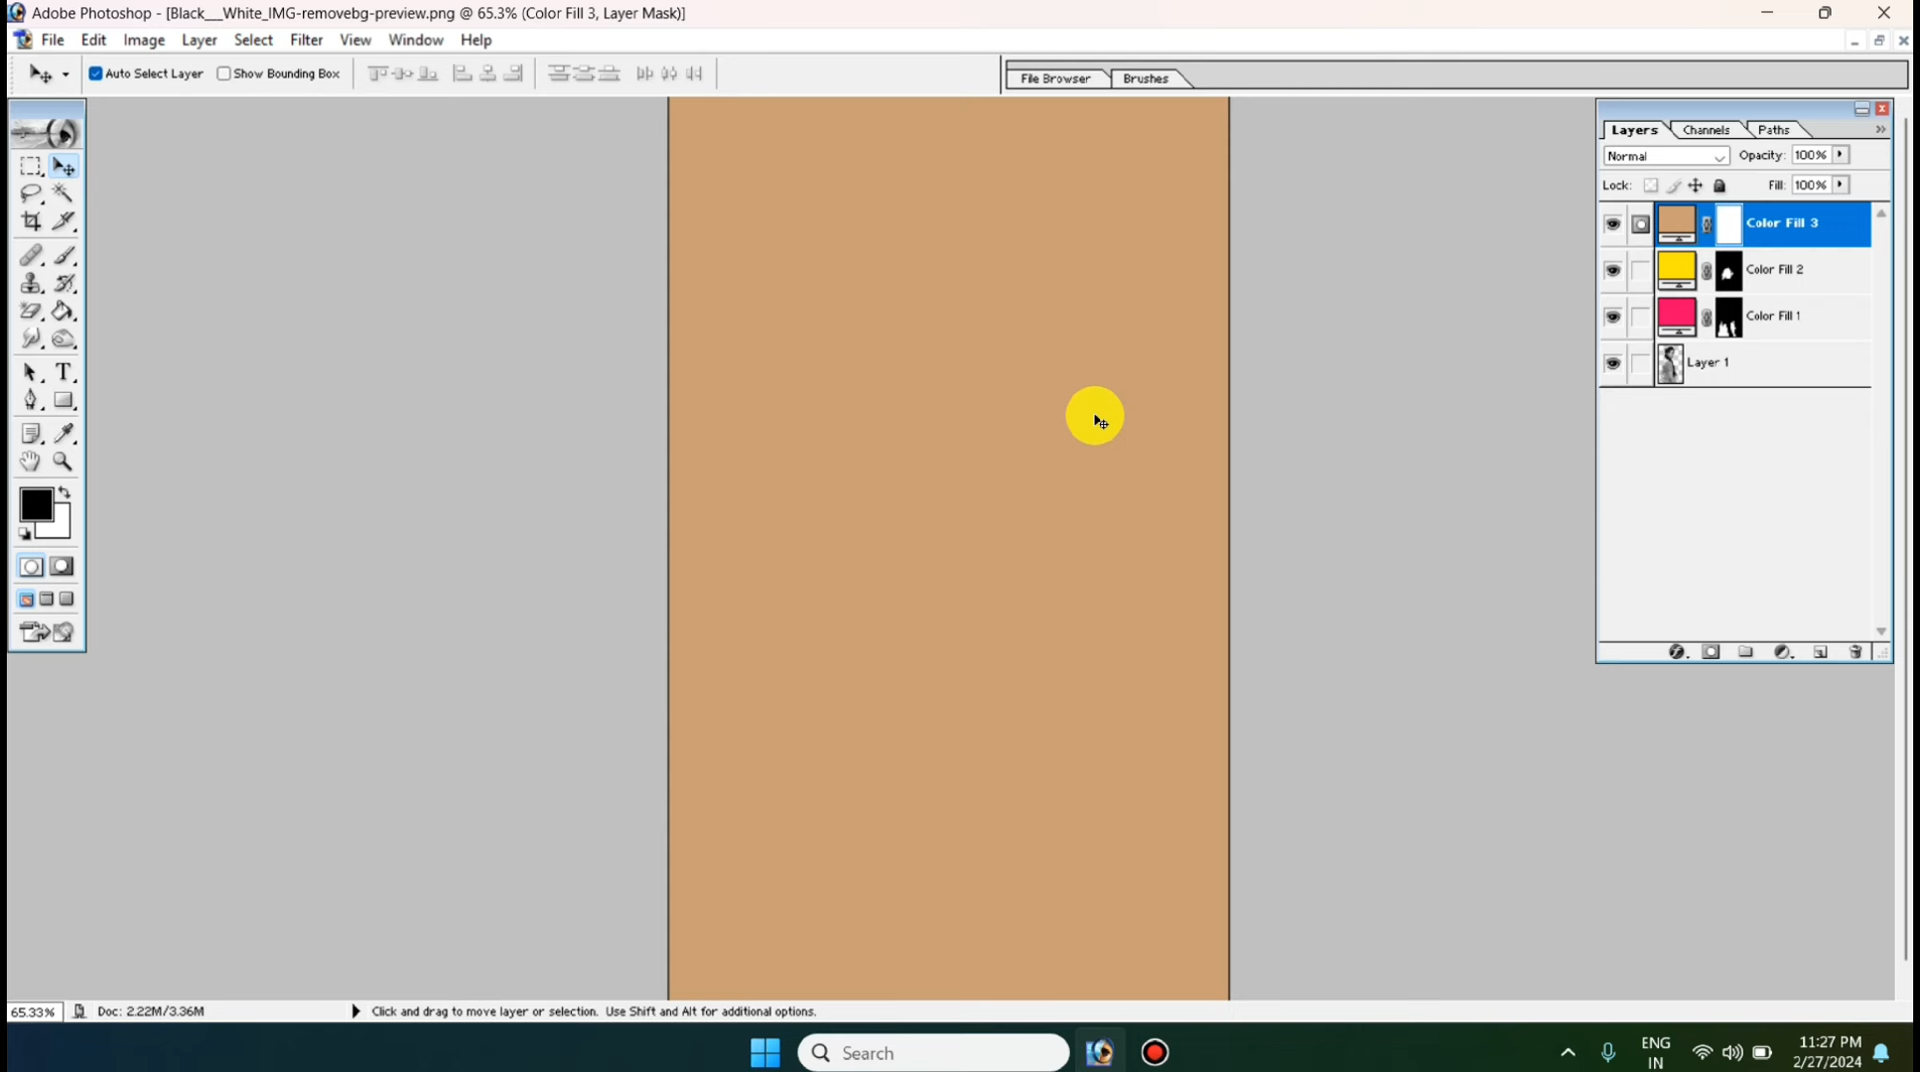 Adobe Photoshop - [Black___White_IMG-removebg-preview.png @ 65.3% (Color Fill 3, Layer Mask)]
File Edit Image Layer Select Filter View Window Help
Auto Select Layer Show Bounding Box File Browser Brushes
Layers Channels Paths
Normal Opacity: 100%
Lock: Fill: 100%
Color Fill 3
Color Fill 2
Color Fill 1
Layer 1
65.33% Doc: 2.22M/3.36M Click and drag to move layer or selection. Use Shift and Alt for additional options.
Search
ENG
IN
11:27 PM
2/27/2024